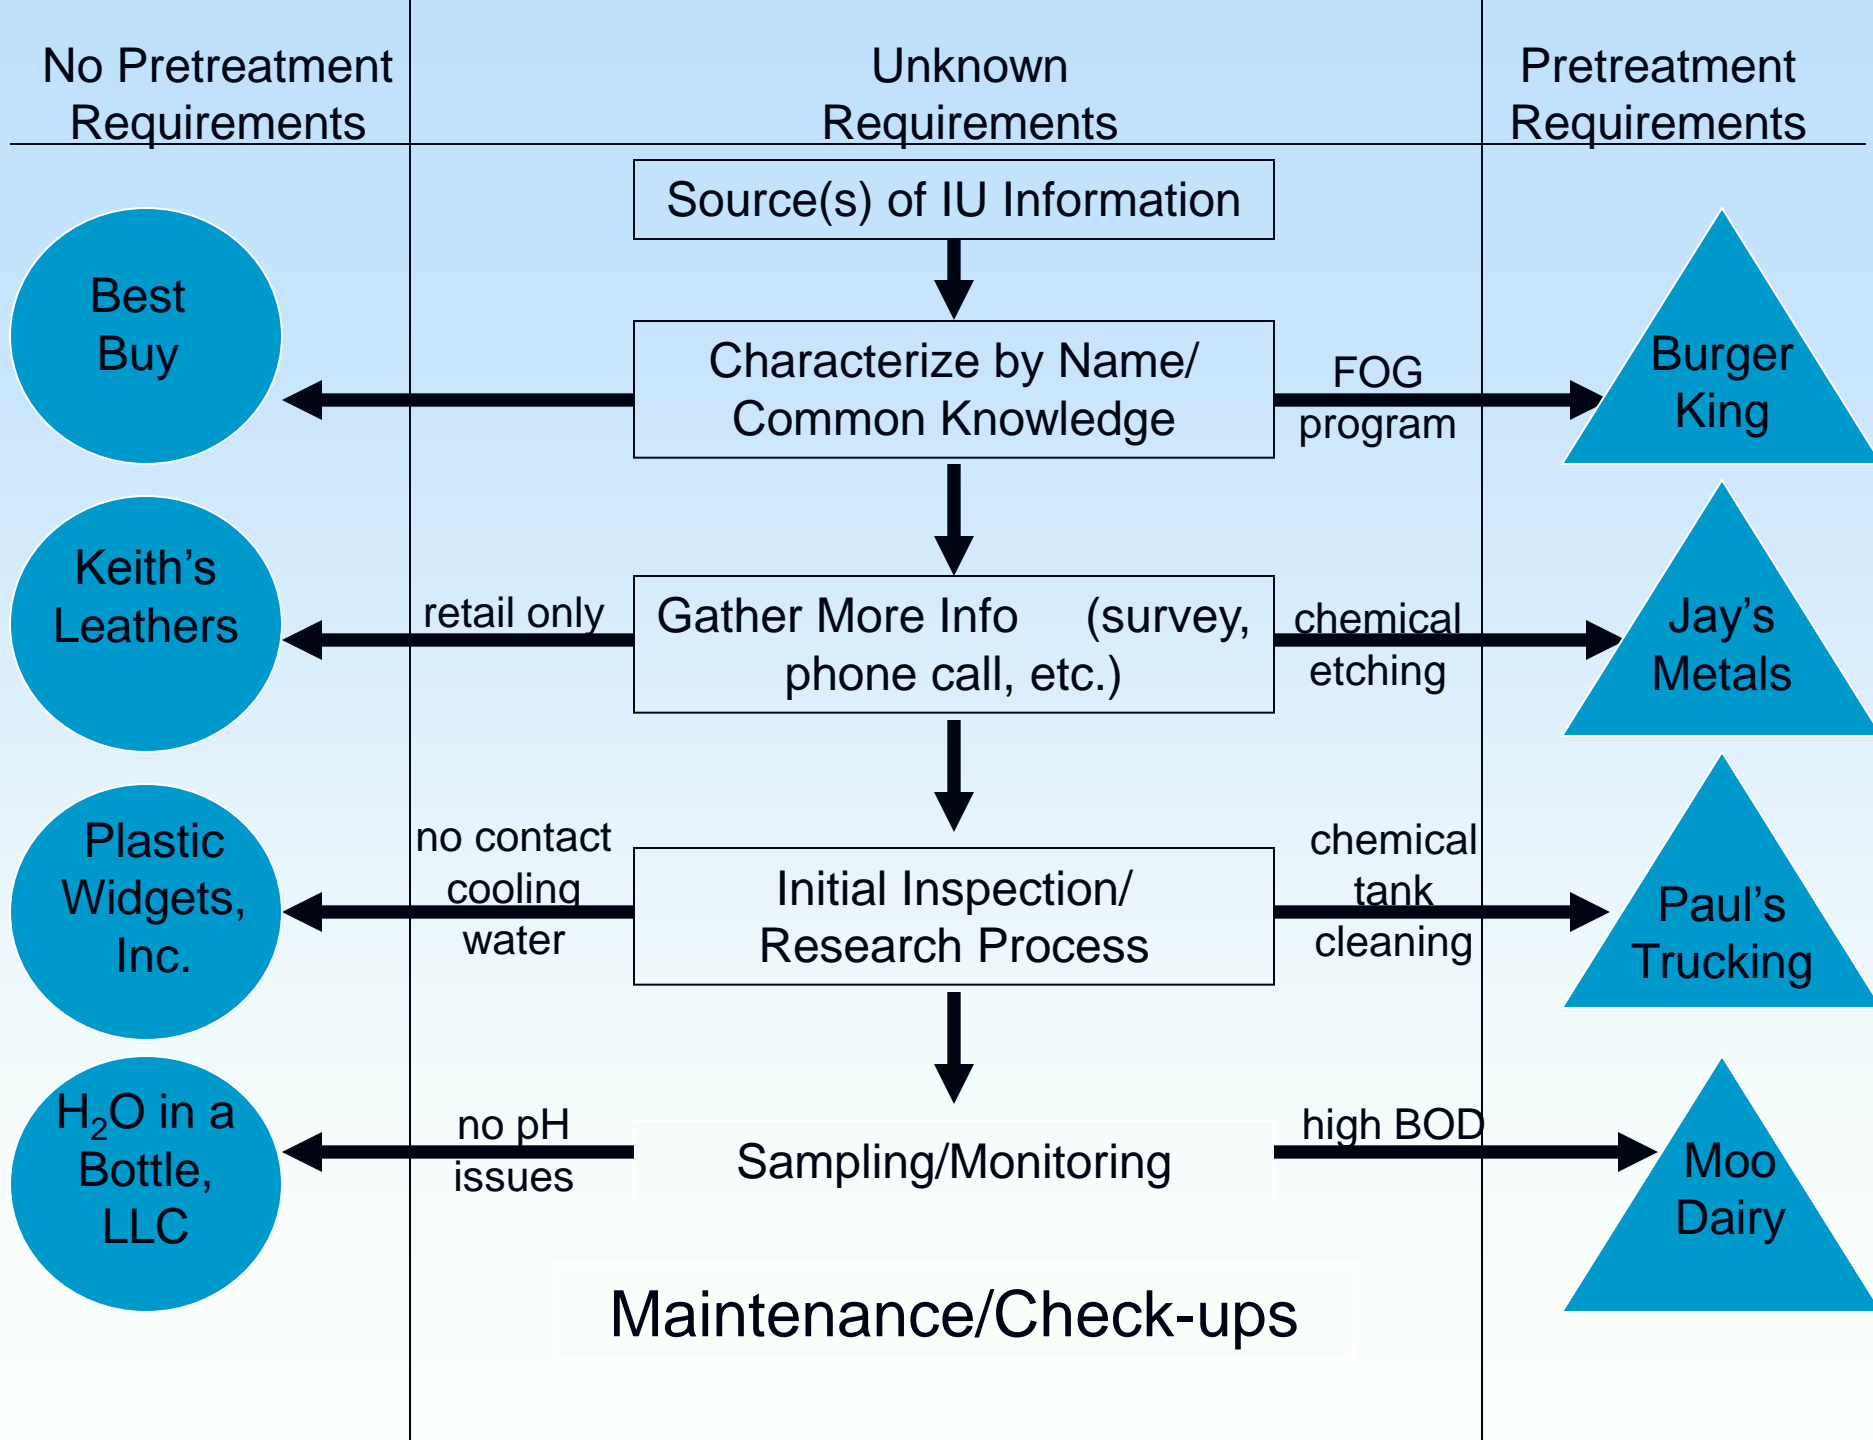 No Pretreatment
Requirements
Unknown
Requirements
Pretreatment
Requirements
Source(s) of IU Information
Best
Buy
Characterize by Name/
Common Knowledge
FOG
program
Burger
King
Keith’s
Leathers
retail only
Gather More Info (survey,
phone call, etc.)
chemical
etching
Jay’s
Metals
Plastic
Widgets,
Inc.
no contact
cooling
water
Initial Inspection/
Research Process
chemical
tank
cleaning
Paul’s
Trucking
H₂O in a
Bottle,
LLC
no pH
issues
Sampling/Monitoring
high BOD
Moo
Dairy
Maintenance/Check-ups